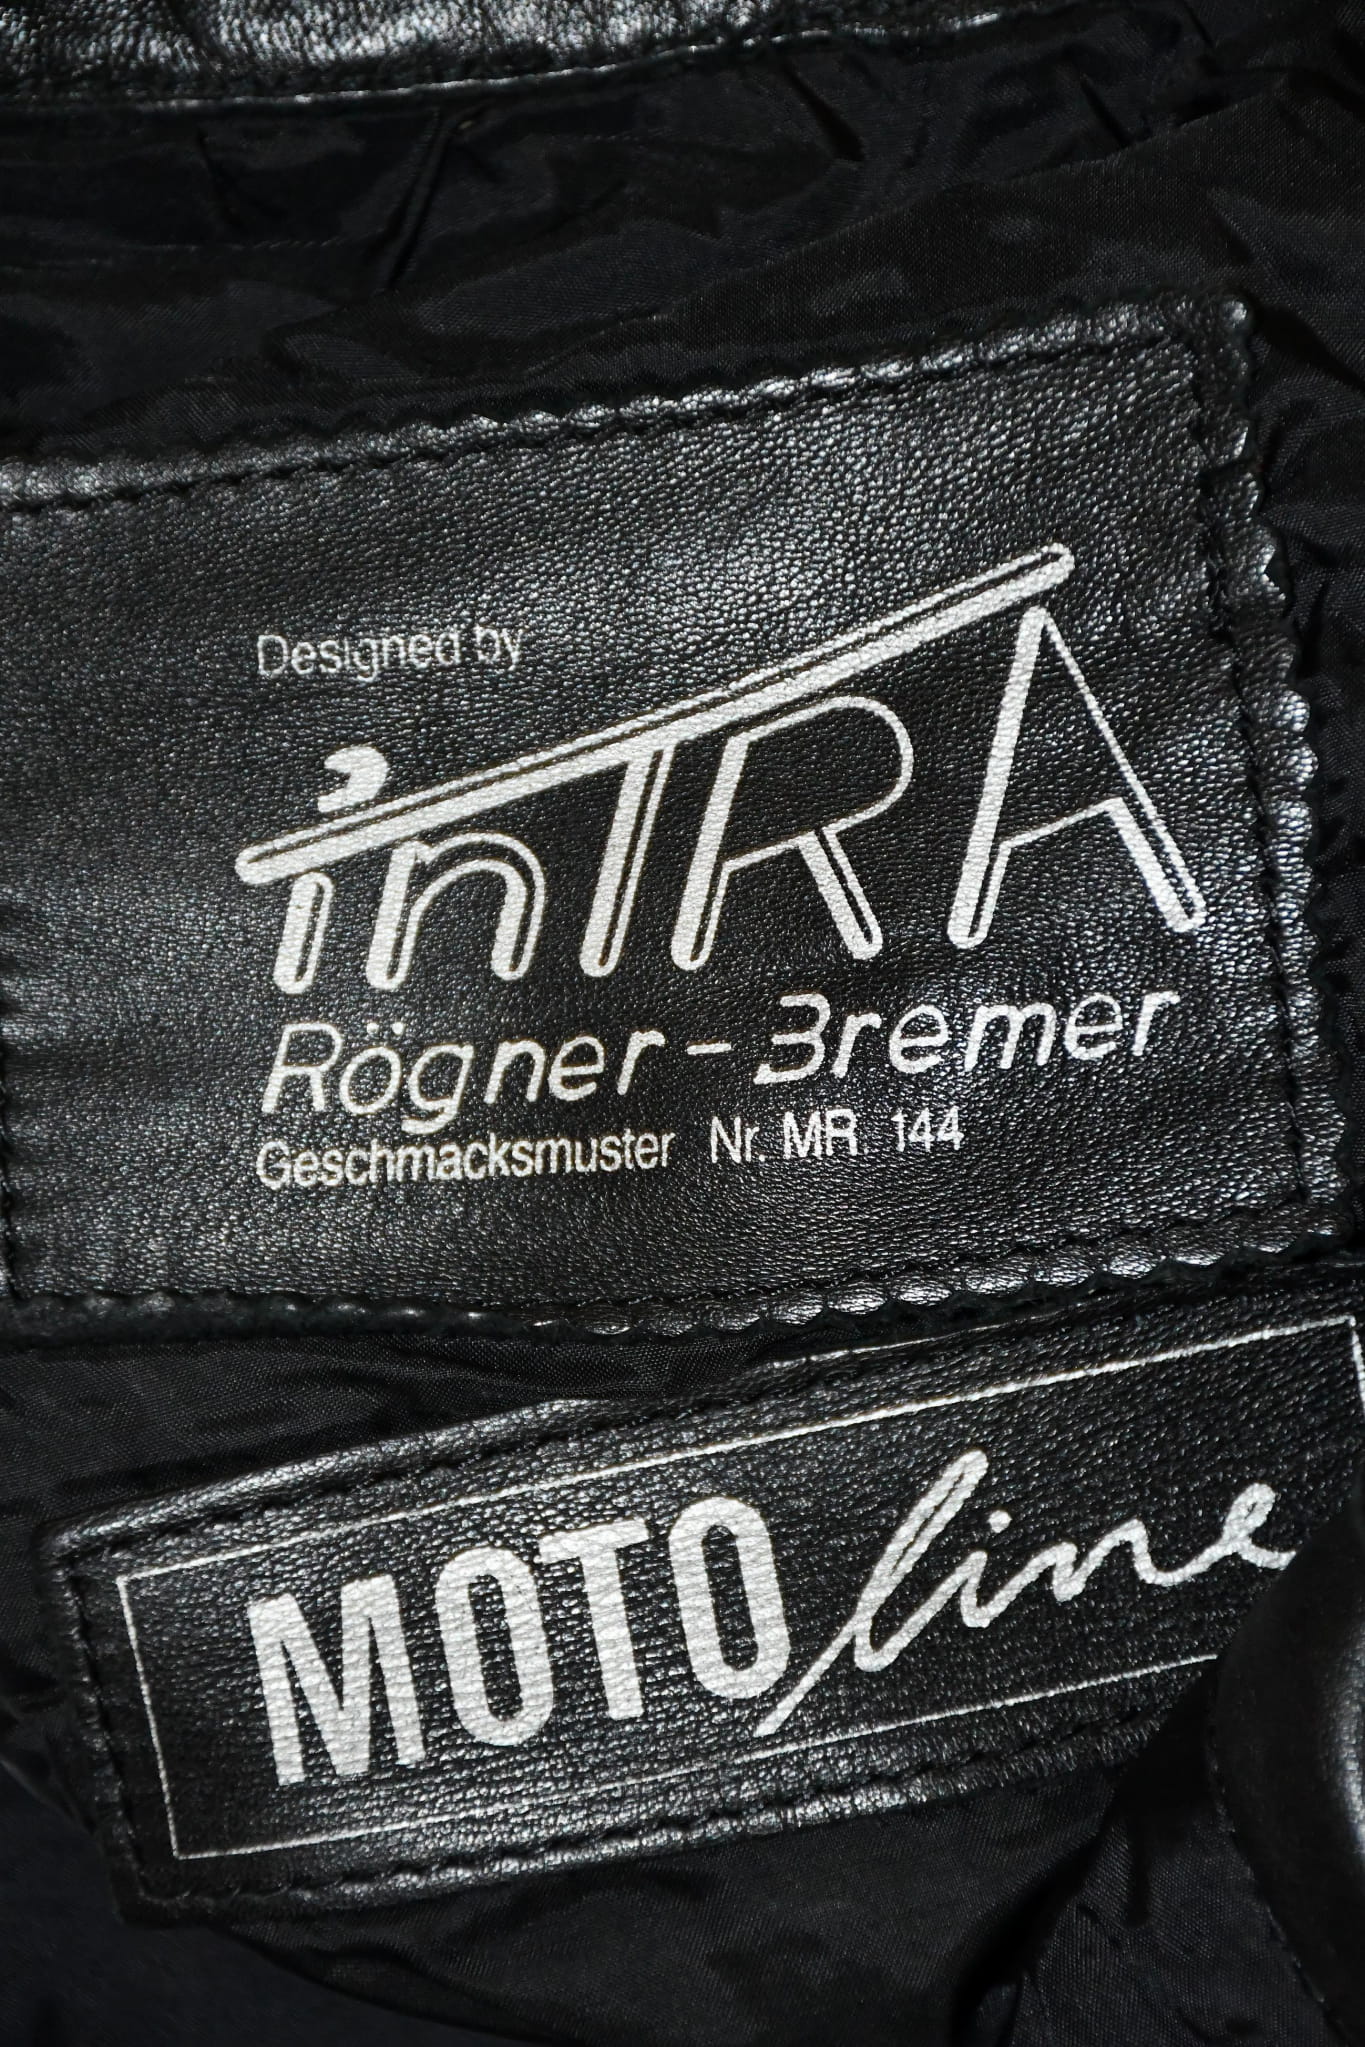 Designed by
inTRA
Rögner-Bremer
Geschmacksmuster Nr. MR. 144
MOTO line